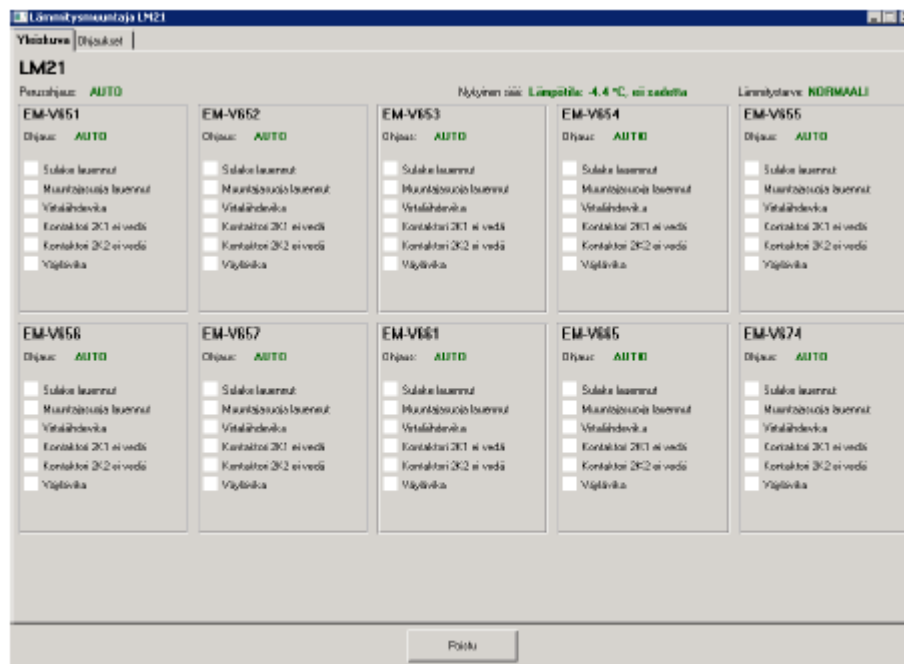 Lämmitysmuuntaja LM21
Yleiskuva Ohjaukset
LM21
Perusohjaus: AUTO Nykyinen sää: Lämpötila: -4.4 °C, ei sadetta Lämmitystarve: NORMAALI
EM-V651 EM-V652 EM-V653 EM-V654 EM-V655
Ohjaus: AUTO Ohjaus: AUTO Ohjaus: AUTO Ohjaus: AUTO Ohjaus: AUTO
Sulake lauennut Sulake lauennut Sulake lauennut Sulake lauennut Sulake lauennut
Muuntajasuoja lauennut Muuntajasuoja lauennut Muuntajasuoja lauennut Muuntajasuoja lauennut Muuntajasuoja lauennut
Virtalähdevika Virtalähdevika Virtalähdevika Virtalähdevika Virtalähdevika
Kontaktori 2K1 ei vedä Kontaktori 2K1 ei vedä Kontaktori 2K1 ei vedä Kontaktori 2K1 ei vedä Kontaktori 2K1 ei vedä
Kontaktori 2K2 ei vedä Kontaktori 2K2 ei vedä Kontaktori 2K2 ei vedä Kontaktori 2K2 ei vedä Kontaktori 2K2 ei vedä
Väylävika Väylävika Väylävika Väylävika Väylävika
EM-V656 EM-V657 EM-V661 EM-V665 EM-V674
Ohjaus: AUTO Ohjaus: AUTO Ohjaus: AUTO Ohjaus: AUTO Ohjaus: AUTO
Sulake lauennut Sulake lauennut Sulake lauennut Sulake lauennut Sulake lauennut
Muuntajasuoja lauennut Muuntajasuoja lauennut Muuntajasuoja lauennut Muuntajasuoja lauennut Muuntajasuoja lauennut
Virtalähdevika Virtalähdevika Virtalähdevika Virtalähdevika Virtalähdevika
Kontaktori 2K1 ei vedä Kontaktori 2K1 ei vedä Kontaktori 2K1 ei vedä Kontaktori 2K1 ei vedä Kontaktori 2K1 ei vedä
Kontaktori 2K2 ei vedä Kontaktori 2K2 ei vedä Kontaktori 2K2 ei vedä Kontaktori 2K2 ei vedä Kontaktori 2K2 ei vedä
Väylävika Väylävika Väylävika Väylävika Väylävika
Poistu